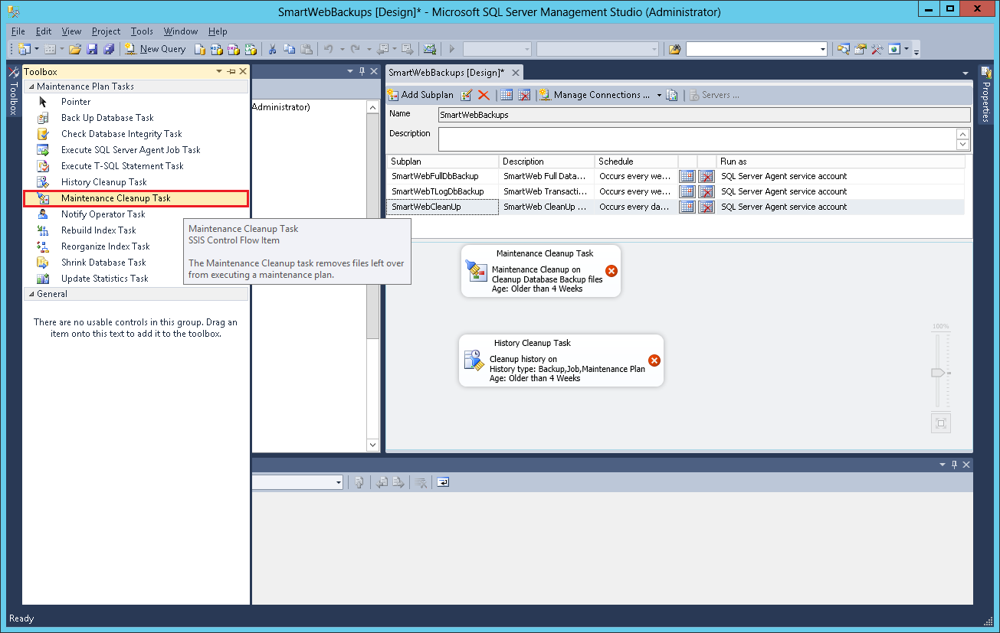 SmartWebBackups [Design]* - Microsoft SQL Server Management Studio (Administrator)
File Edit View Project Tools Window Help
New Query
Toolbox
Toolbox
Maintenance Plan Tasks
Pointer
Back Up Database Task
Check Database Integrity Task
Execute SQL Server Agent Job Task
Execute T-SQL Statement Task
History Cleanup Task
Maintenance Cleanup Task
Notify Operator Task
Rebuild Index Task
Reorganize Index Task
Shrink Database Task
Update Statistics Task
General
There are no usable controls in this group. Drag an
item onto this text to add it to the toolbox.
Maintenance Cleanup Task
SSIS Control Flow Item
The Maintenance Cleanup task removes files left over
from executing a maintenance plan.
Administrator)
SmartWebBackups [Design]*
Add Subplan Manage Connections ... Servers ...
Name SmartWebBackups
Description
Subplan Description Schedule Run as
SmartWebFullDbBackup SmartWeb Full Data... Occurs every we... SQL Server Agent service account
SmartWebTLogDbBackup SmartWeb Transacti... Occurs every we... SQL Server Agent service account
SmartWebCleanUp SmartWeb CleanUp ... Occurs every da... SQL Server Agent service account
Maintenance Cleanup Task
Maintenance Cleanup on
Cleanup Database Backup files
Age: Older than 4 Weeks
History Cleanup Task
Cleanup history on
History type: Backup,Job,Maintenance Plan
Age: Older than 4 Weeks
100%
Properties
Ready